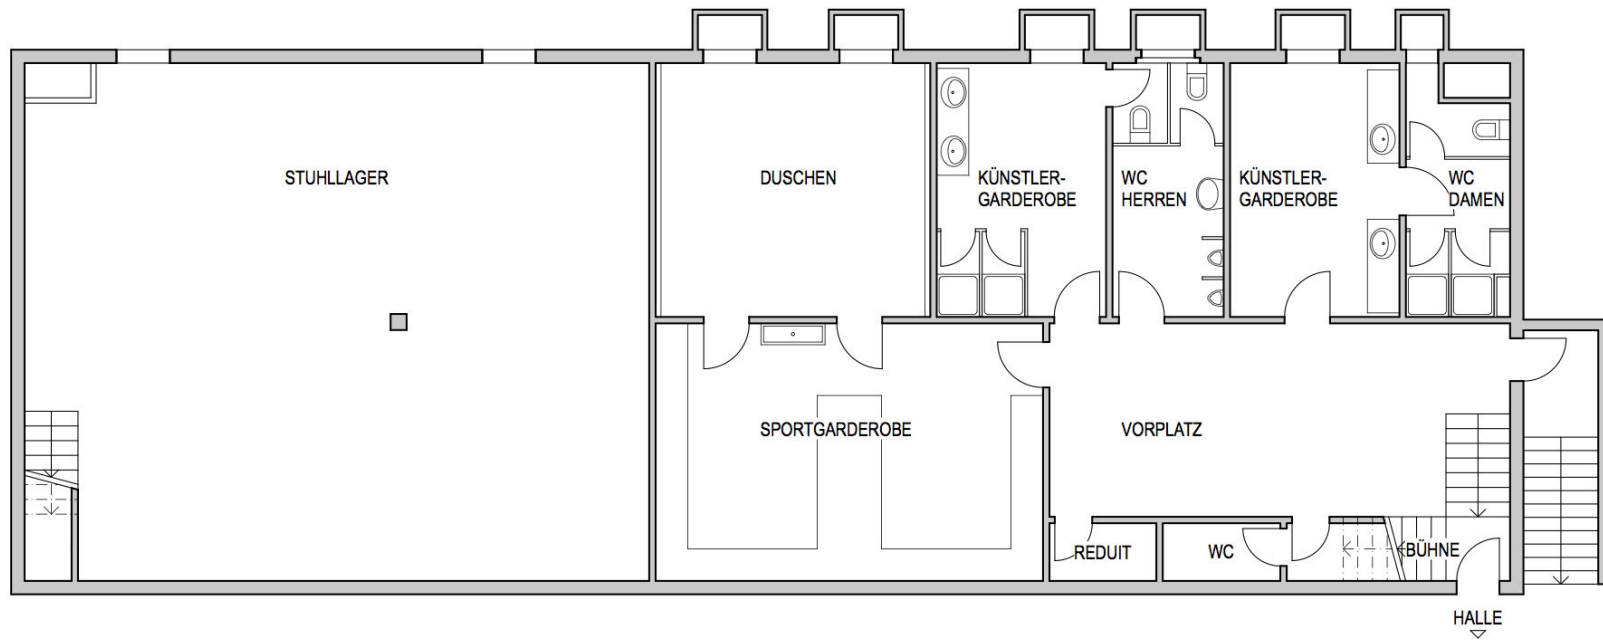 STUHLLAGER
DUSCHEN
KÜNSTLER-
GARDEROBE
WC
HERREN
KÜNSTLER-
GARDEROBE
WC
DAMEN
SPORTGARDEROBE
VORPLATZ
REDUIT
WC
BÜHNE
HALLE